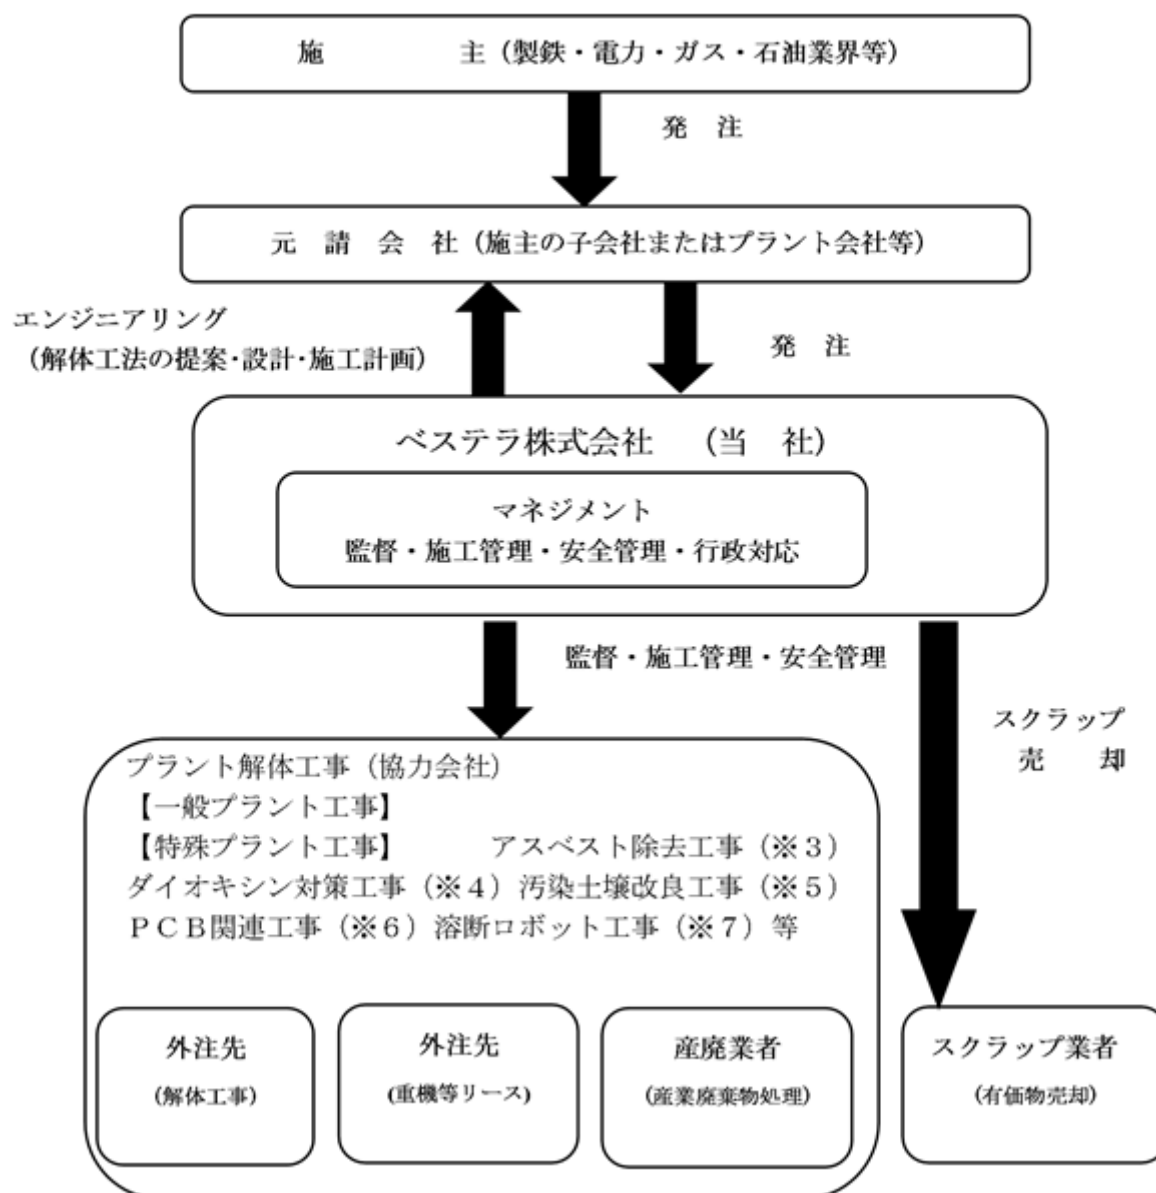 施　　　　　主（製鉄・電力・ガス・石油業界等）
発　注
元　請　会　社（施主の子会社またはプラント会社等）
エンジニアリング
（解体工法の提案・設計・施工計画）
発　注
ベステラ株式会社　（当　社）
マネジメント
監督・施工管理・安全管理・行政対応
監督・施工管理・安全管理
スクラップ
売　　却
プラント解体工事（協力会社）
【一般プラント工事】
【特殊プラント工事】　　　アスベスト除去工事（※３）
ダイオキシン対策工事（※４）汚染土壌改良工事（※５）
ＰＣＢ関連工事（※６）溶断ロボット工事（※７）等
外注先
(解体工事)
外注先
(重機等リース)
産廃業者
(産業廃棄物処理)
スクラップ業者
(有価物売却)